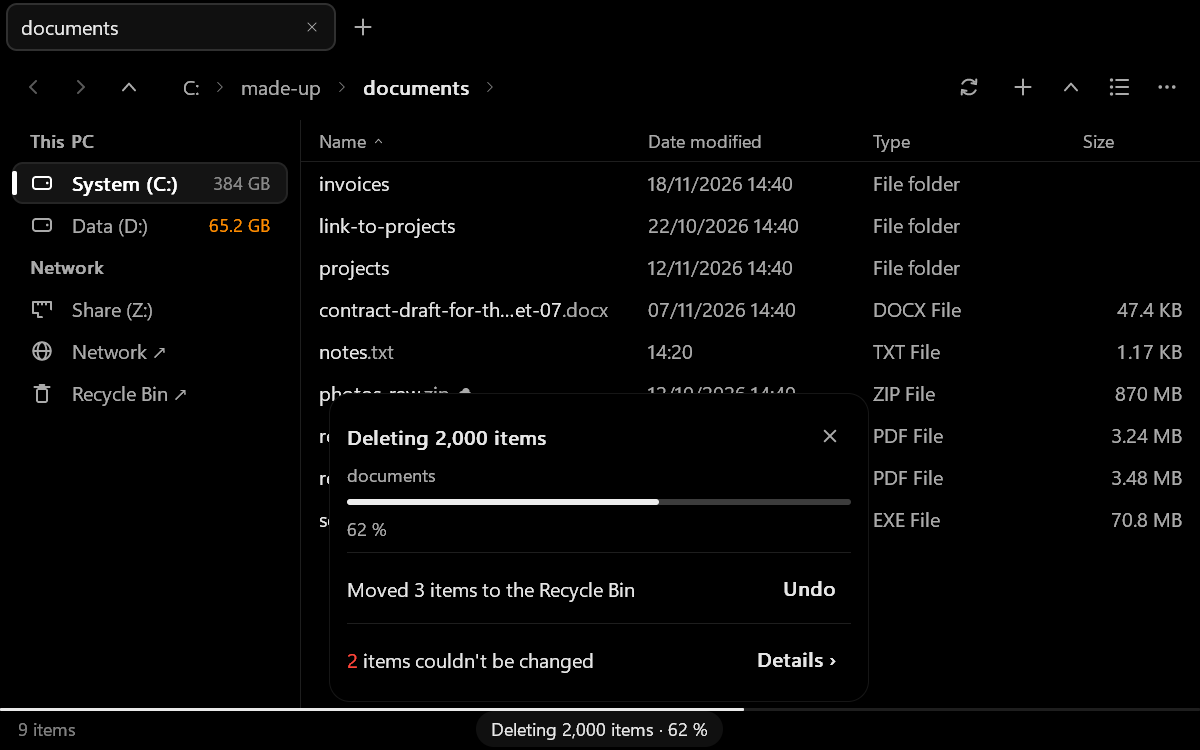 documents
C: made-up documents
This PC
System (C:) 384 GB
Data (D:) 65.2 GB
Network
Share (Z:)
Network ↗
Recycle Bin ↗
Name Date modified Type Size
invoices 18/11/2026 14:40 File folder
link-to-projects 22/10/2026 14:40 File folder
projects 12/11/2026 14:40 File folder
contract-draft-for-th...et-07.docx 07/11/2026 14:40 DOCX File 47.4 KB
notes.txt 14:20 TXT File 1.17 KB
photos-raw.zip 14:40 ZIP File 870 MB
PDF File 3.24 MB
PDF File 3.48 MB
EXE File 70.8 MB
Deleting 2,000 items
documents
62 %
Moved 3 items to the Recycle Bin Undo
2 items couldn't be changed Details ›
9 items
Deleting 2,000 items · 62 %